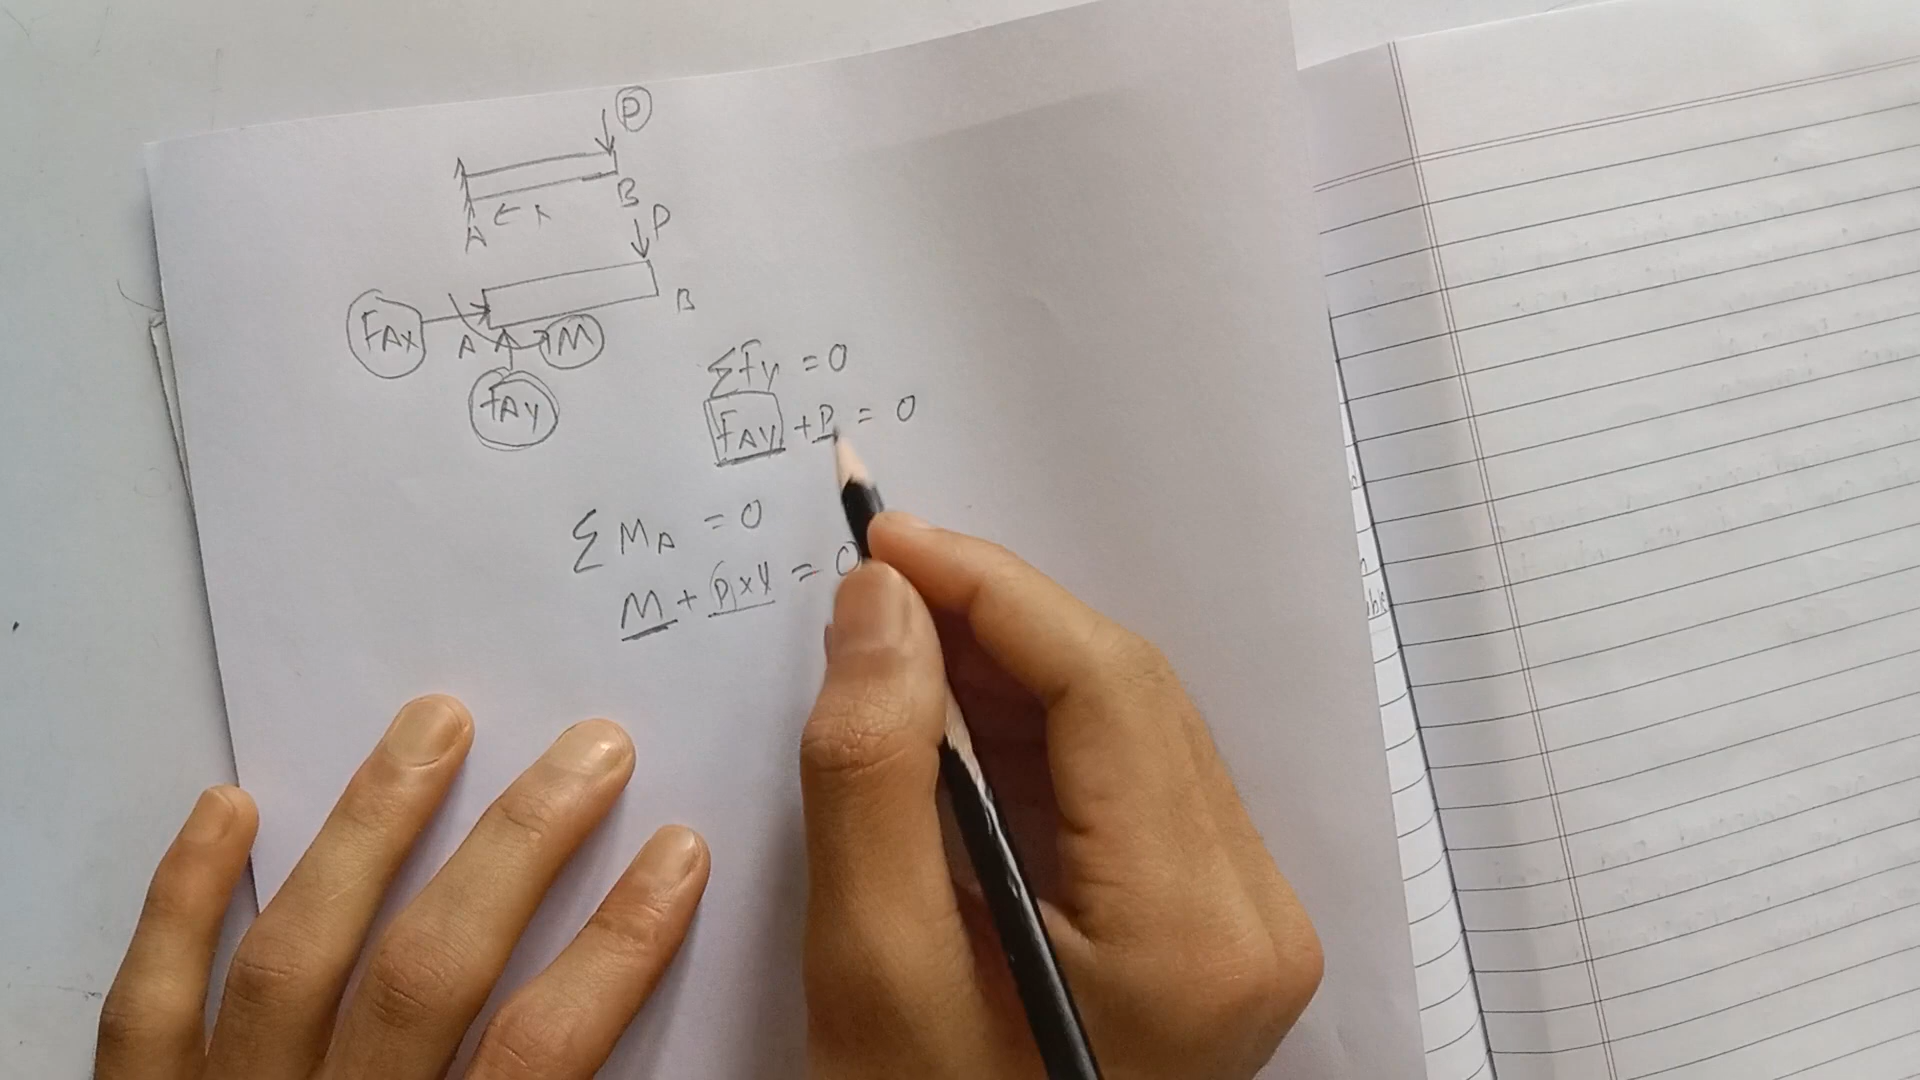 P
B
A
P
B
FAx
A
M
FAy
ΣFy = 0
FAy + P = 0
ΣMA = 0
M + P × 4 = 0